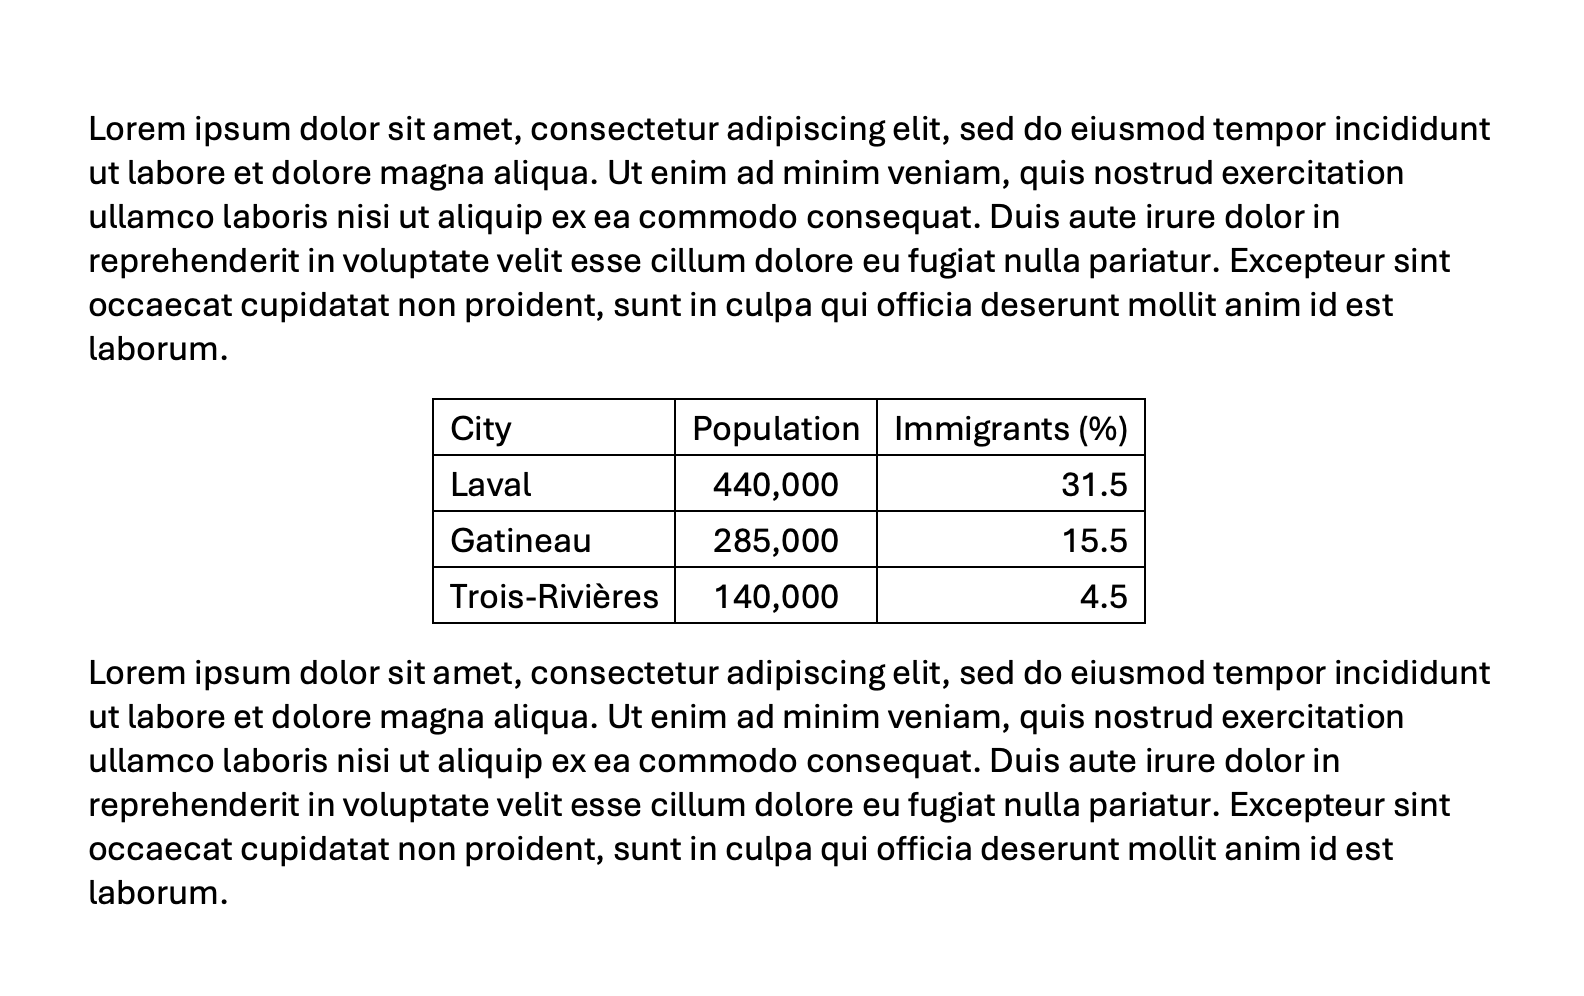 Lorem ipsum dolor sit amet, consectetur adipiscing elit, sed do eiusmod tempor incididunt
ut labore et dolore magna aliqua. Ut enim ad minim veniam, quis nostrud exercitation
ullamco laboris nisi ut aliquip ex ea commodo consequat. Duis aute irure dolor in
reprehenderit in voluptate velit esse cillum dolore eu fugiat nulla pariatur. Excepteur sint
occaecat cupidatat non proident, sunt in culpa qui officia deserunt mollit anim id est
laborum.
City Population Immigrants (%)
Laval 440,000 31.5
Gatineau 285,000 15.5
Trois-Rivières 140,000 4.5
Lorem ipsum dolor sit amet, consectetur adipiscing elit, sed do eiusmod tempor incididunt
ut labore et dolore magna aliqua. Ut enim ad minim veniam, quis nostrud exercitation
ullamco laboris nisi ut aliquip ex ea commodo consequat. Duis aute irure dolor in
reprehenderit in voluptate velit esse cillum dolore eu fugiat nulla pariatur. Excepteur sint
occaecat cupidatat non proident, sunt in culpa qui officia deserunt mollit anim id est
laborum.